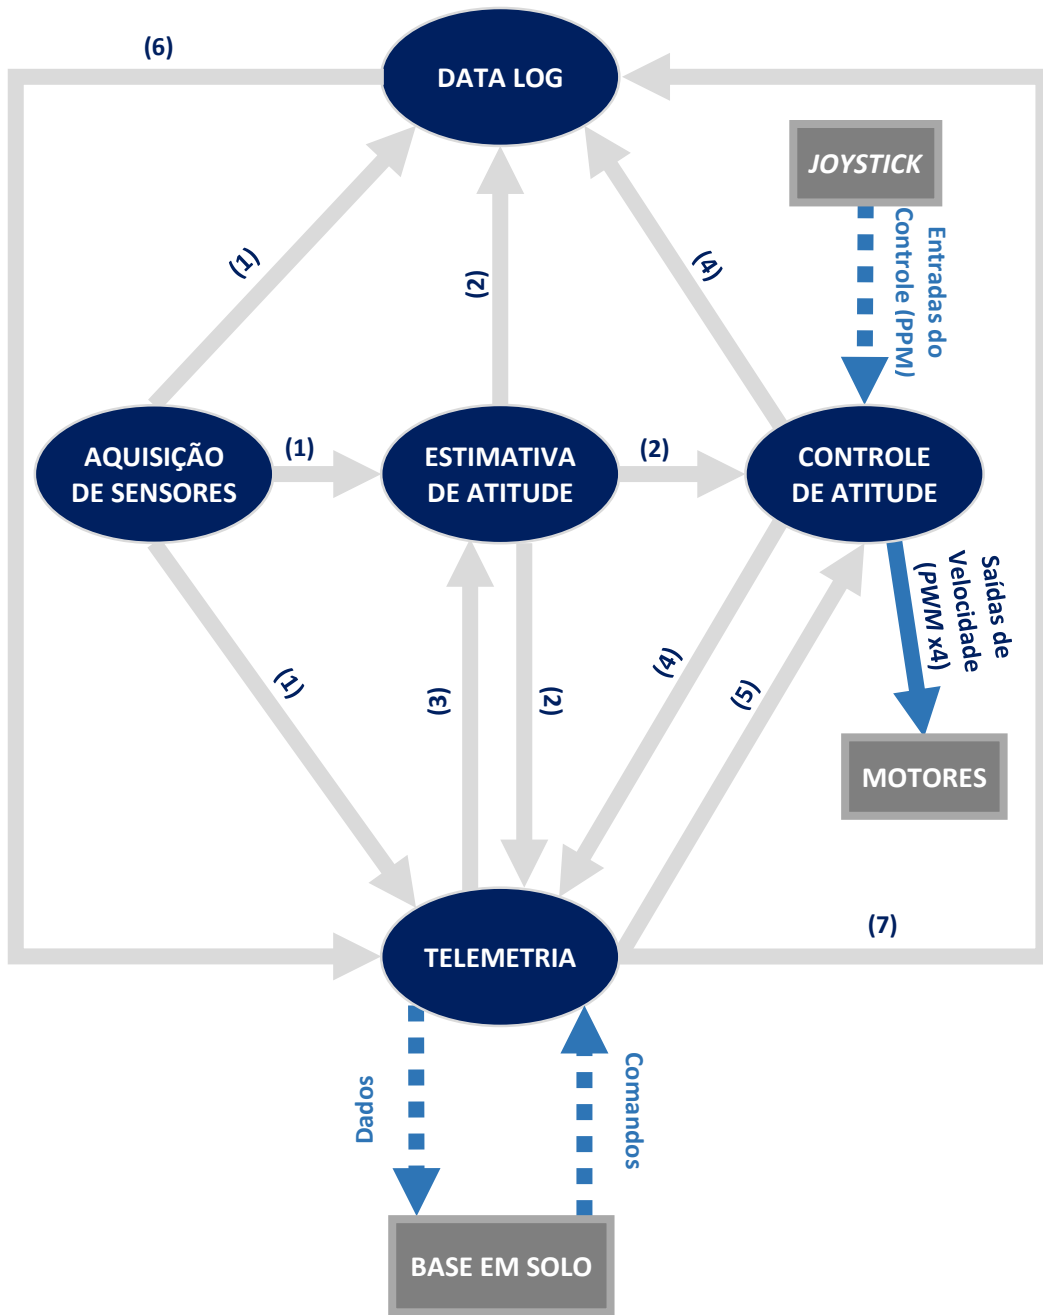 (6)
DATA LOG
JOYSTICK
Entradas do
Controle (PPM)
(1)
(2)
(4)
AQUISIÇÃO
DE SENSORES
(1)
ESTIMATIVA
DE ATITUDE
(2)
CONTROLE
DE ATITUDE
Saídas de
Velocidade
(PWM x4)
(1)
(3)
(2)
(4)
(5)
MOTORES
TELEMETRIA
(7)
Dados
Comandos
BASE EM SOLO